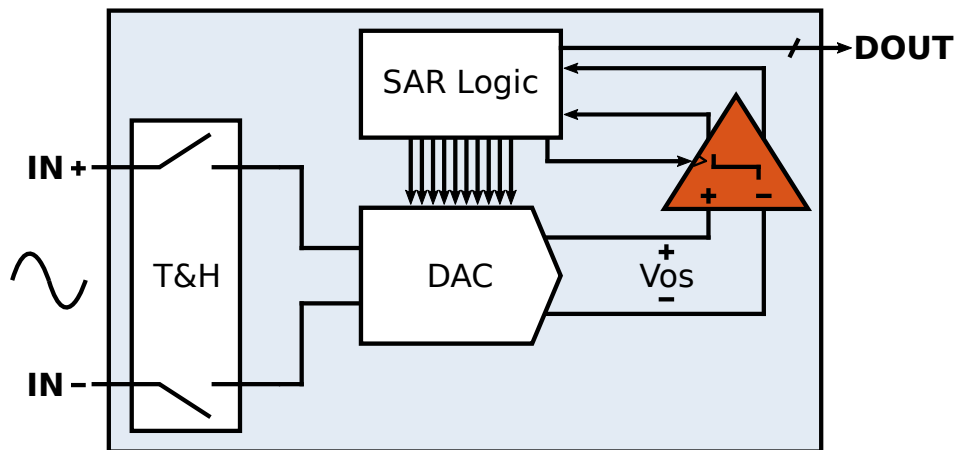 SAR Logic
DOUT
IN+
T&H
DAC
+ −
+
Vos
−
IN−